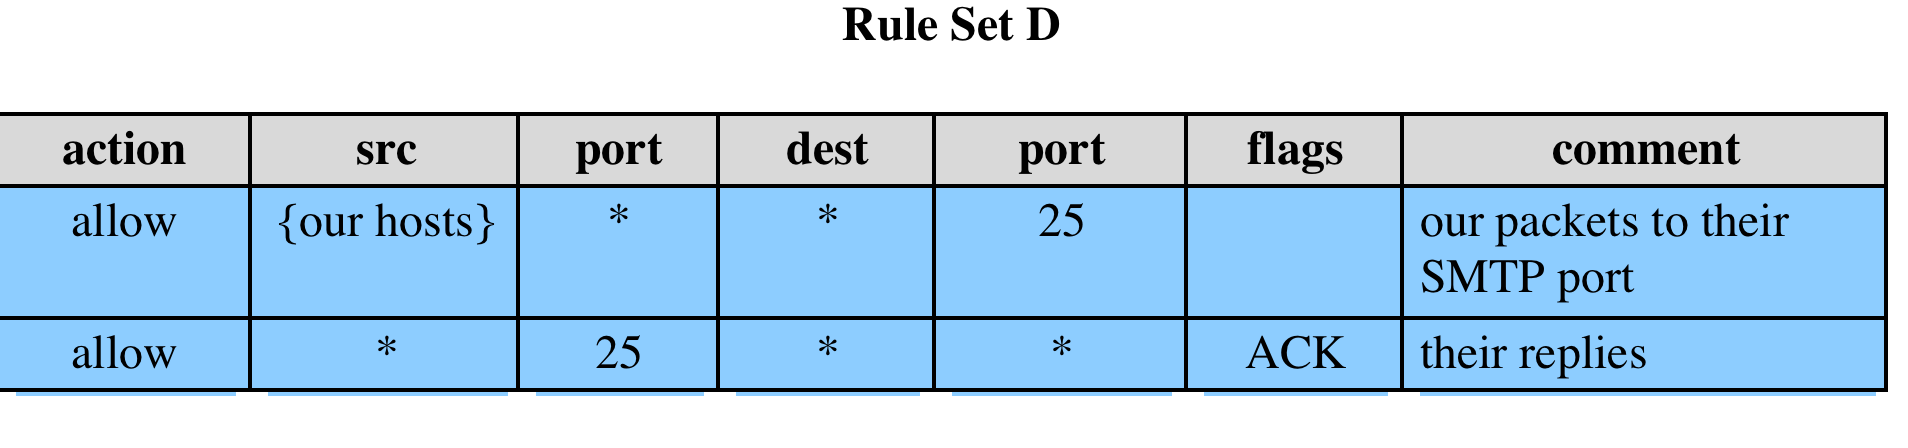 Rule Set D
action src port dest port flags comment
allow {our hosts} * * 25 our packets to their
SMTP port
allow * 25 * * ACK their replies